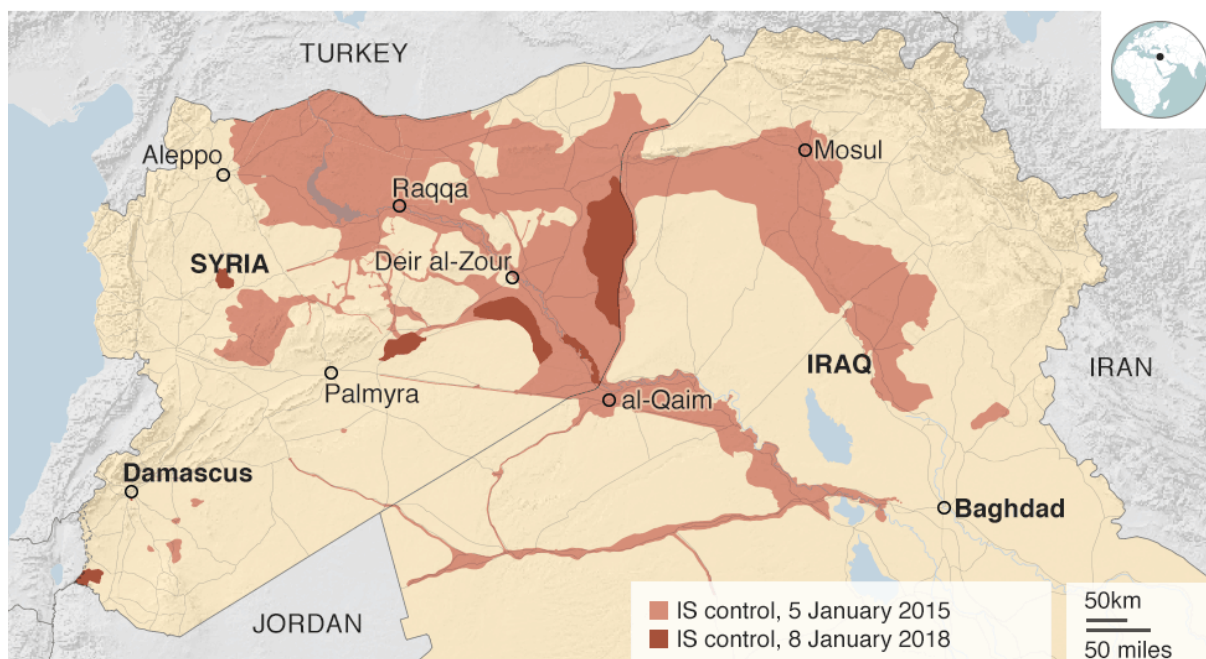 TURKEY
Aleppo
Mosul
Raqqa
SYRIA
Deir al-Zour
IRAQ
IRAN
Palmyra
al-Qaim
Damascus
Baghdad
JORDAN
IS control, 5 January 2015
IS control, 8 January 2018
50km
50 miles